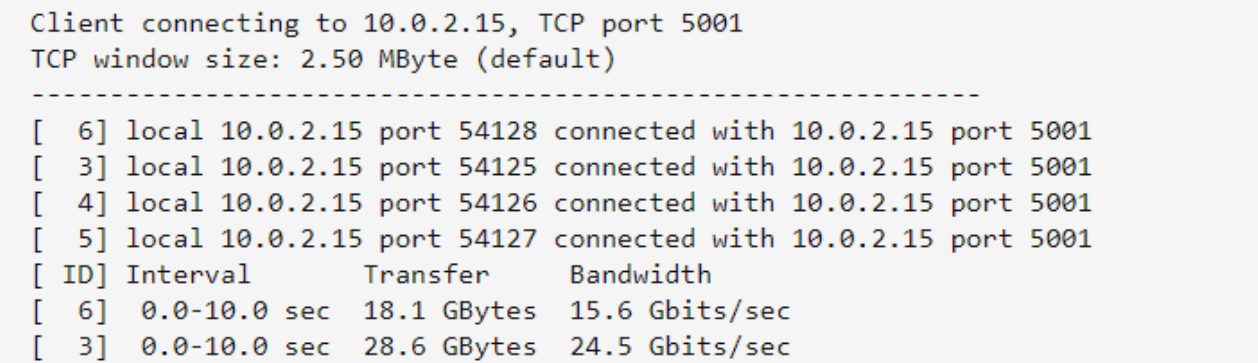 Client connecting to 10.0.2.15, TCP port 5001
TCP window size: 2.50 MByte (default)
------------------------------------------------------------
[  6] local 10.0.2.15 port 54128 connected with 10.0.2.15 port 5001
[  3] local 10.0.2.15 port 54125 connected with 10.0.2.15 port 5001
[  4] local 10.0.2.15 port 54126 connected with 10.0.2.15 port 5001
[  5] local 10.0.2.15 port 54127 connected with 10.0.2.15 port 5001
[ ID] Interval       Transfer     Bandwidth
[  6]  0.0-10.0 sec  18.1 GBytes  15.6 Gbits/sec
[  3]  0.0-10.0 sec  28.6 GBytes  24.5 Gbits/sec